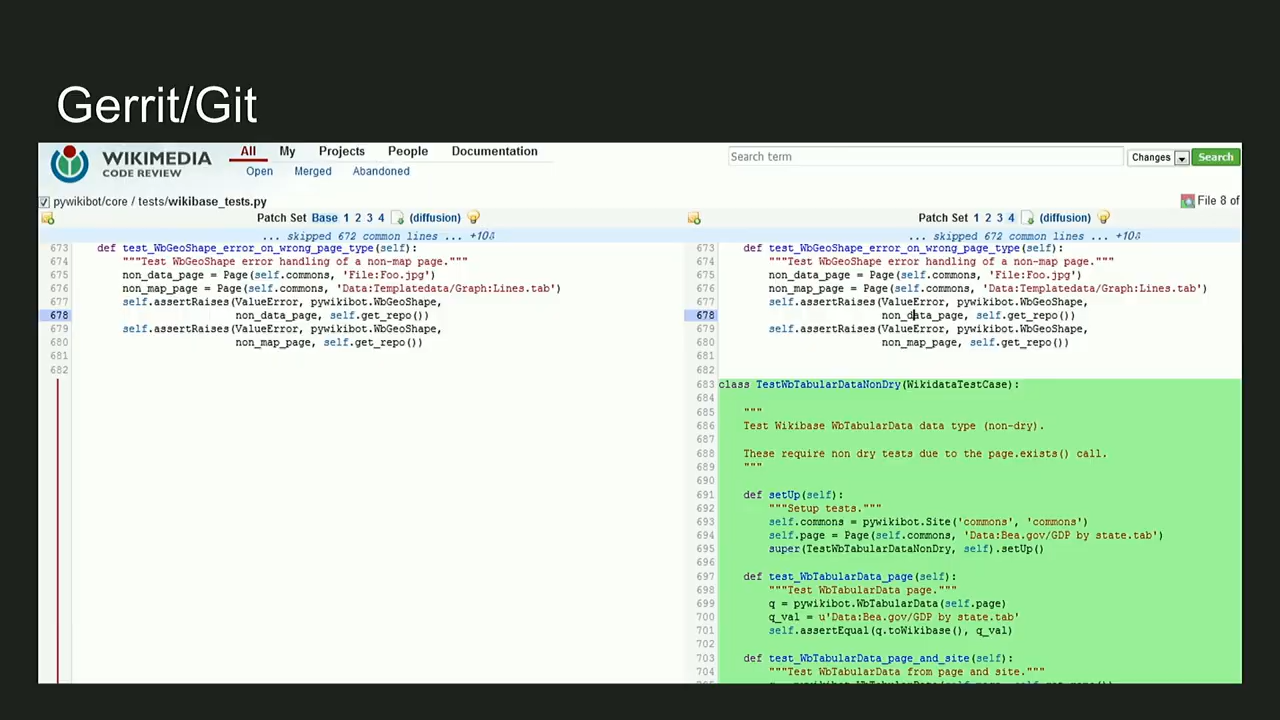 Gerrit/Git
WIKIMEDIA
CODE REVIEW
All My Projects People Documentation
Open Merged Abandoned
Search term
Changes
Search
pywikibot/core / tests/wikibase_tests.py
File 8 of
Patch Set Base 1 2 3 4 (diffusion)
... skipped 672 common lines ... +10⇓
673 def test_WbGeoShape_error_on_wrong_page_type(self):
674 """Test WbGeoShape error handling of a non-map page."""
675 non_data_page = Page(self.commons, 'File:Foo.jpg')
676 non_map_page = Page(self.commons, 'Data:Templatedata/Graph:Lines.tab')
677 self.assertRaises(ValueError, pywikibot.WbGeoShape,
678 non_data_page, self.get_repo())
679 self.assertRaises(ValueError, pywikibot.WbGeoShape,
680 non_map_page, self.get_repo())
681
682
Patch Set 1 2 3 4 (diffusion)
... skipped 672 common lines ... +10⇓
673 def test_WbGeoShape_error_on_wrong_page_type(self):
674 """Test WbGeoShape error handling of a non-map page."""
675 non_data_page = Page(self.commons, 'File:Foo.jpg')
676 non_map_page = Page(self.commons, 'Data:Templatedata/Graph:Lines.tab')
677 self.assertRaises(ValueError, pywikibot.WbGeoShape,
678 non_data_page, self.get_repo())
679 self.assertRaises(ValueError, pywikibot.WbGeoShape,
680 non_map_page, self.get_repo())
681
682
683 class TestWbTabularDataNonDry(WikidataTestCase):
684
685 """
686 Test Wikibase WbTabularData data type (non-dry).
687
688 These require non dry tests due to the page.exists() call.
689 """
690
691 def setUp(self):
692 """Setup tests."""
693 self.commons = pywikibot.Site('commons', 'commons')
694 self.page = Page(self.commons, 'Data:Bea.gov/GDP by state.tab')
695 super(TestWbTabularDataNonDry, self).setUp()
696
697 def test_WbTabularData_page(self):
698 """Test WbTabularData page."""
699 q = pywikibot.WbTabularData(self.page)
700 q_val = u'Data:Bea.gov/GDP by state.tab'
701 self.assertEqual(q.toWikibase(), q_val)
702
703 def test_WbTabularData_page_and_site(self):
704 """Test WbTabularData from page and site."""